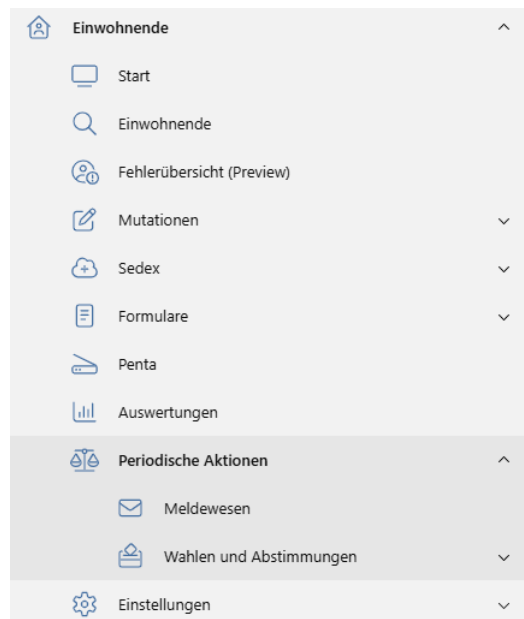 Einwohnende
Start
Einwohnende
Fehlerübersicht (Preview)
Mutationen
Sedex
Formulare
Penta
Auswertungen
Periodische Aktionen
Meldewesen
Wahlen und Abstimmungen
Einstellungen